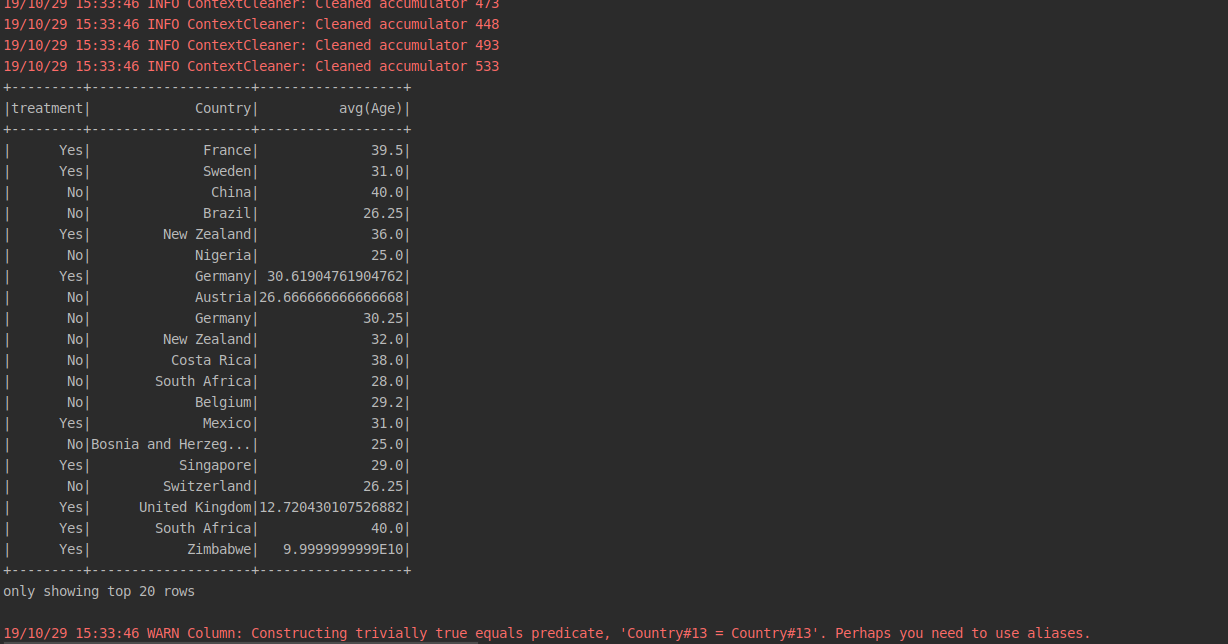 19/10/29 15:33:46 INFO ContextCleaner: Cleaned accumulator 473
19/10/29 15:33:46 INFO ContextCleaner: Cleaned accumulator 448
19/10/29 15:33:46 INFO ContextCleaner: Cleaned accumulator 493
19/10/29 15:33:46 INFO ContextCleaner: Cleaned accumulator 533
+---------+--------------------+------------------+
|treatment|             Country|          avg(Age)|
+---------+--------------------+------------------+
|      Yes|              France|              39.5|
|      Yes|              Sweden|              31.0|
|       No|               China|              40.0|
|       No|              Brazil|             26.25|
|      Yes|         New Zealand|              36.0|
|       No|             Nigeria|              25.0|
|      Yes|             Germany| 30.61904761904762|
|       No|             Austria|26.666666666666668|
|       No|             Germany|             30.25|
|       No|         New Zealand|              32.0|
|       No|          Costa Rica|              38.0|
|       No|        South Africa|              28.0|
|       No|             Belgium|              29.2|
|      Yes|              Mexico|              31.0|
|       No|Bosnia and Herzeg...|              25.0|
|      Yes|           Singapore|              29.0|
|       No|         Switzerland|             26.25|
|      Yes|      United Kingdom|12.720430107526882|
|      Yes|        South Africa|              40.0|
|      Yes|            Zimbabwe|   9.9999999999E10|
+---------+--------------------+------------------+
only showing top 20 rows
19/10/29 15:33:46 WARN Column: Constructing trivially true equals predicate, 'Country#13 = Country#13'. Perhaps you need to use aliases.